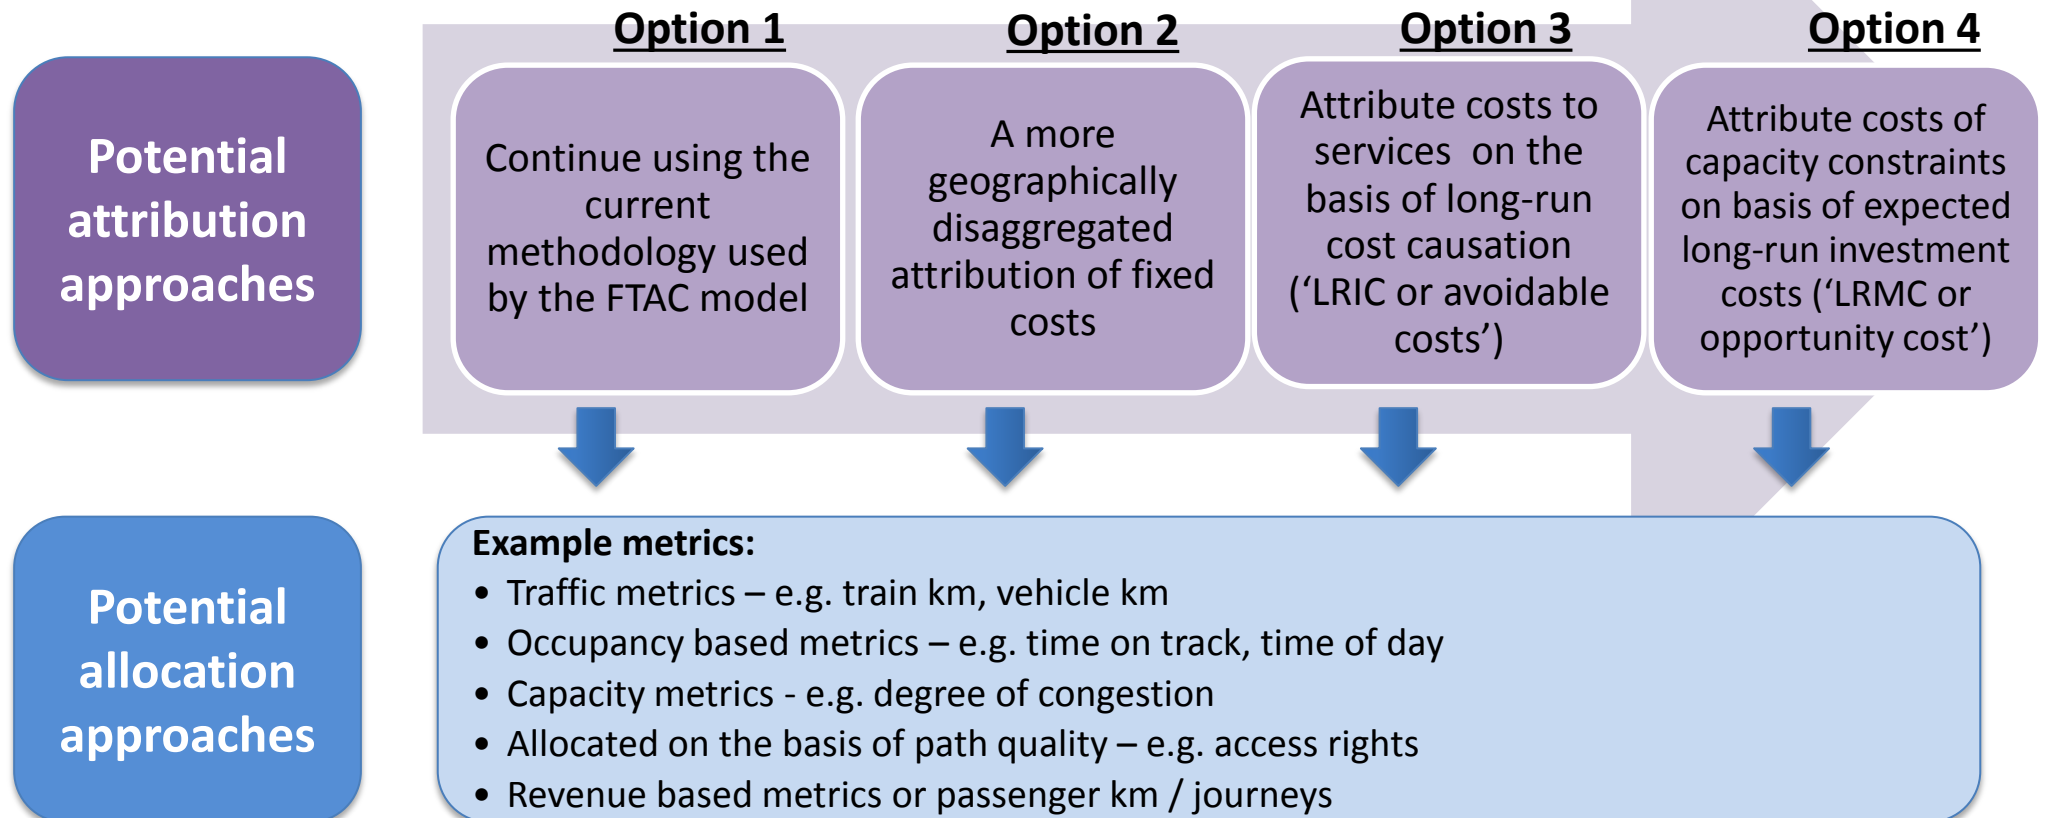 Option 1
Option 2
Option 3
Option 4
Potential
attribution
approaches
Continue using the
current
methodology used
by the FTAC model
A more
geographically
disaggregated
attribution of fixed
costs
Attribute costs to
services on the
basis of long-run
cost causation
(‘LRIC or avoidable
costs’)
Attribute costs of
capacity constraints
on basis of expected
long-run investment
costs (‘LRMC or
opportunity cost’)
Potential
allocation
approaches
Example metrics:
• Traffic metrics – e.g. train km, vehicle km
• Occupancy based metrics – e.g. time on track, time of day
• Capacity metrics - e.g. degree of congestion
• Allocated on the basis of path quality – e.g. access rights
• Revenue based metrics or passenger km / journeys